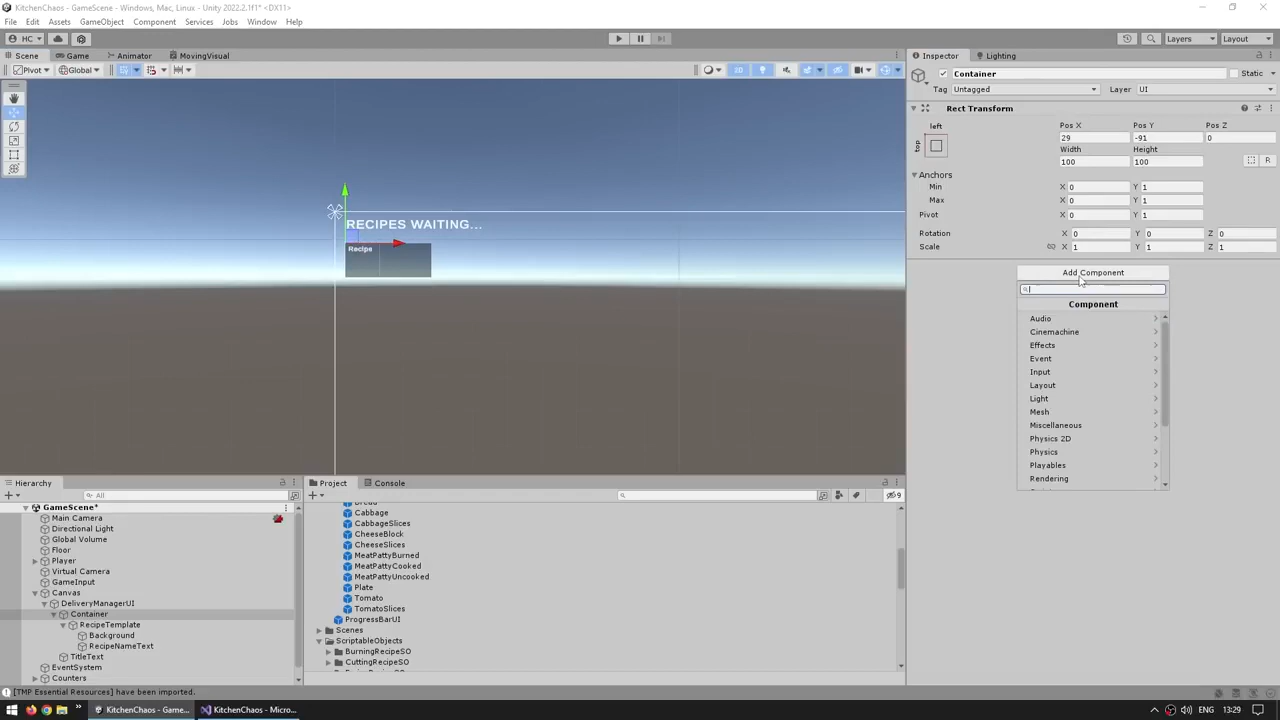 KitchenChaos - GameScene - Windows, Mac, Linux - Unity 2022.2.1f1* <DX11>
File Edit Assets GameObject Component Services Jobs Window Help
HC Layers Layout
Scene Game Animator MovingVisual
Pivot Global 2D
RECIPES WAITING...
Recipe
Inspector Lighting
Container Static
Tag Untagged Layer UI
Rect Transform
left
top
Pos X Pos Y Pos Z
29 -91 0
Width Height
100 100 R
Anchors
Min X 0 Y 1
Max X 0 Y 1
Pivot X 0 Y 1
Rotation X 0 Y 0 Z 0
Scale X 1 Y 1 Z 1
Add Component
Component
Audio
Cinemachine
Effects
Event
Input
Layout
Light
Mesh
Miscellaneous
Physics 2D
Physics
Playables
Rendering
Hierarchy
All
GameScene*
Main Camera
Directional Light
Global Volume
Floor
Player
Virtual Camera
GameInput
Canvas
DeliveryManagerUI
Container
RecipeTemplate
Background
RecipeNameText
TitleText
EventSystem
Counters
Project Console
9
Bread
Cabbage
CabbageSlices
CheeseBlock
CheeseSlices
MeatPattyBurned
MeatPattyCooked
MeatPattyUncooked
Plate
Tomato
TomatoSlices
ProgressBarUI
Scenes
ScriptableObjects
BurningRecipeSO
CuttingRecipeSO
[TMP Essential Resources] have been imported.
KitchenChaos - Game... KitchenChaos - Micro... ENG 13:29